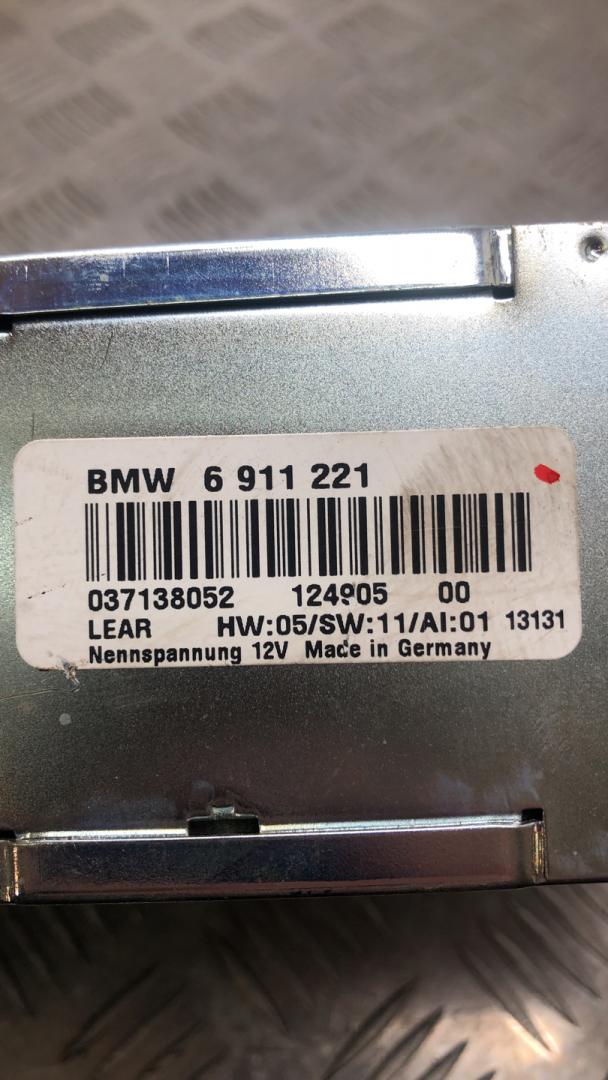 BMW 6 911 221
037138052 124905 00
LEAR HW:05/SW:11/AI:01 13131
Nennspannung 12V Made in Germany